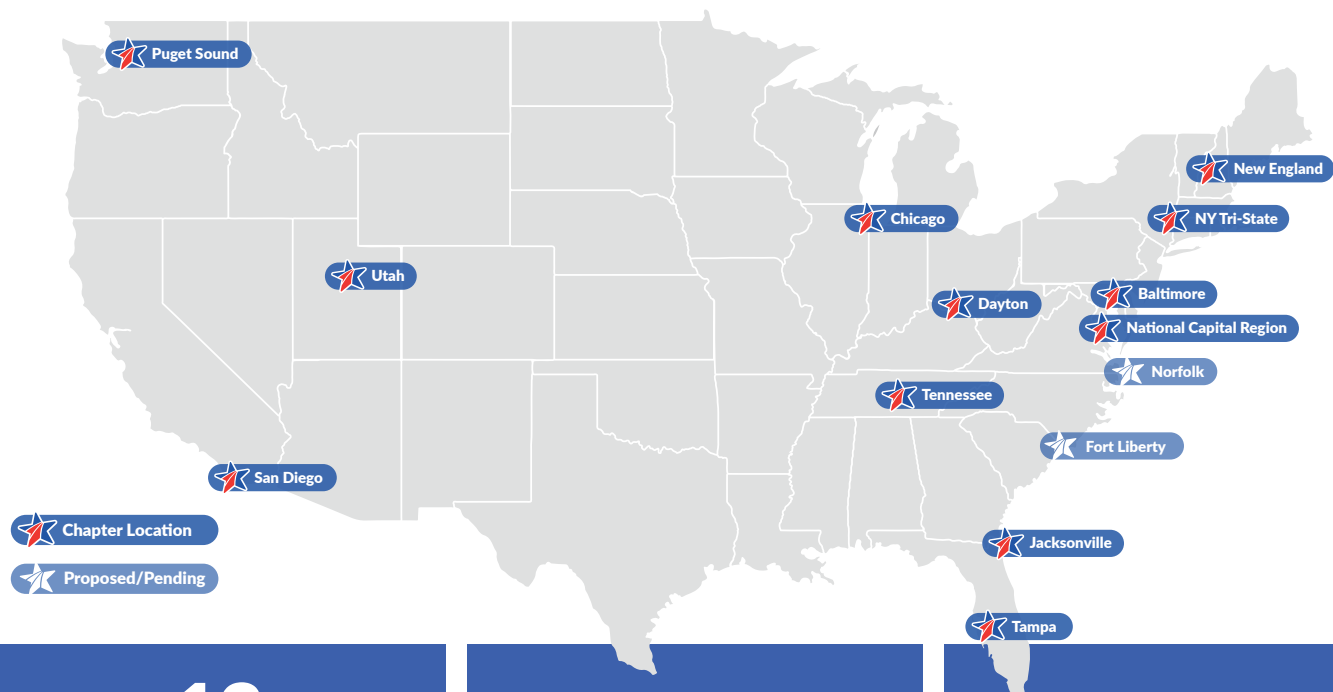 Puget Sound
New England
Chicago
NY Tri-State
Utah
Dayton
Baltimore
National Capital Region
Norfolk
Tennessee
Fort Liberty
San Diego
Chapter Location
Jacksonville
Proposed/Pending
Tampa